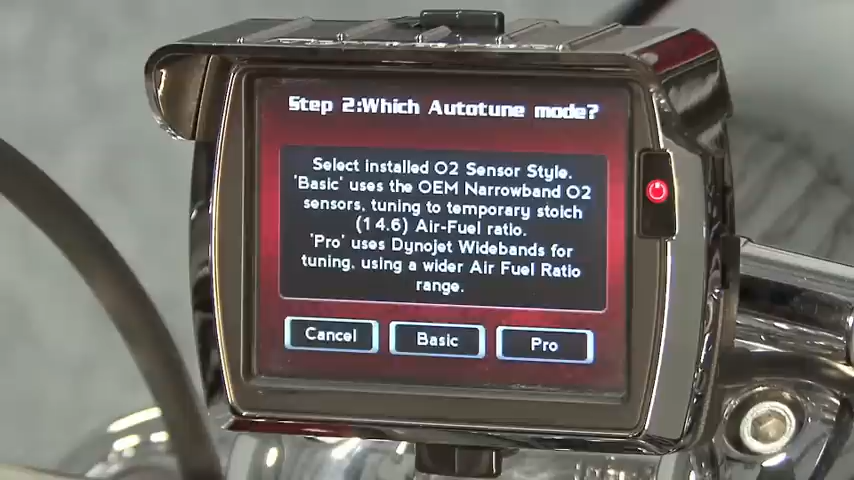 Step 2:Which Autotune mode?
Select installed O2 Sensor Style.
'Basic' uses the OEM Narrowband O2
sensors, tuning to temporary stoich
(14.6) Air-Fuel ratio.
'Pro' uses Dynojet Widebands for
tuning, using a wider Air Fuel Ratio
range.
Cancel
Basic
Pro